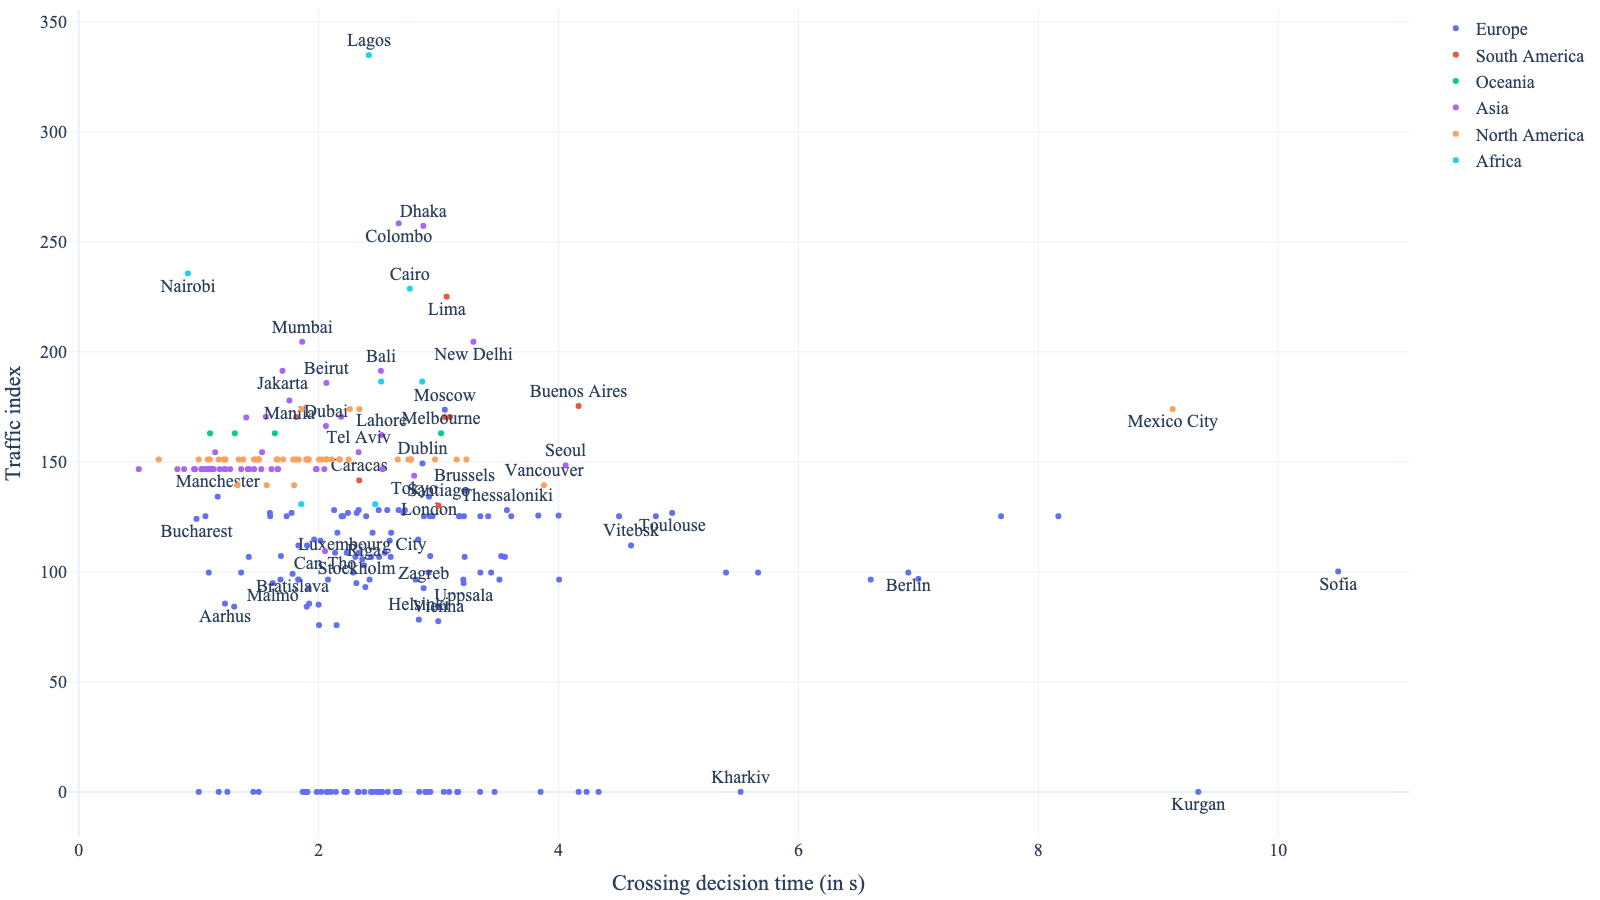 350
Lagos
Europe
South America
Oceania
Asia
North America
Africa
300
Dhaka
Colombo
250
Nairobi
Cairo
Lima
Mumbai
New Delhi
200
Bali
Beirut
Jakarta
Moscow
Buenos Aires
Manila
Dubai
Lahore
Melbourne
Mexico City
Tel Aviv
Dublin
Seoul
150
Caracas
Vancouver
Brussels
Manchester
Tokyo
Santiago
Thessaloniki
London
Bucharest
Toulouse
Vitebsk
Luxembourg City
Riga
Can Tho
Stockholm
Zagreb
100
Bratislava
Malmo
Berlin
Sofia
Uppsala
Helsinki
Vienna
Aarhus
50
Kharkiv
0
Kurgan
0
2
4
6
8
10
Crossing decision time (in s)
Traffic index